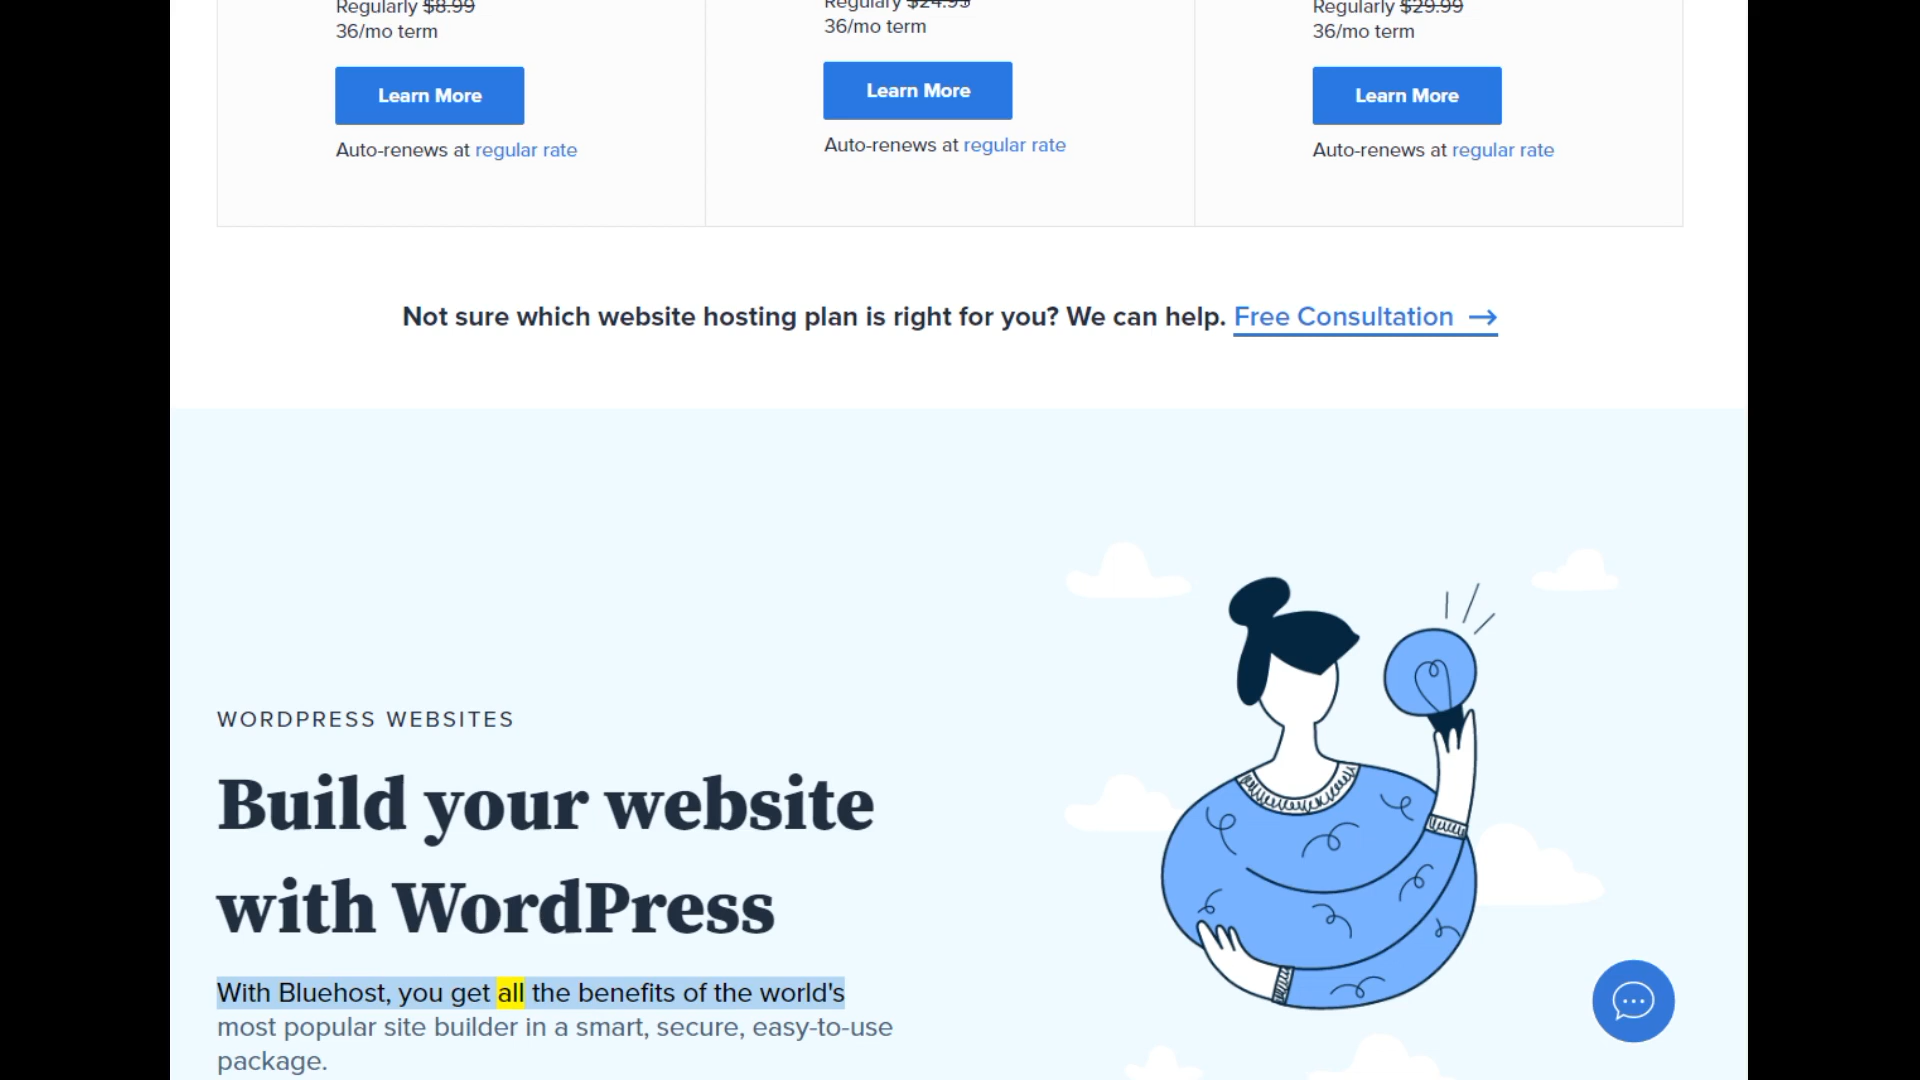 Regularly $8.99
36/mo term
Learn More
Auto-renews at regular rate
Regulary $24.95
36/mo term
Learn More
Auto-renews at regular rate
Regularly $29.99
36/mo term
Learn More
Auto-renews at regular rate
Not sure which website hosting plan is right for you? We can help. Free Consultation →
WORDPRESS WEBSITES
Build your website
with WordPress
With Bluehost, you get all the benefits of the world's
most popular site builder in a smart, secure, easy-to-use
package.